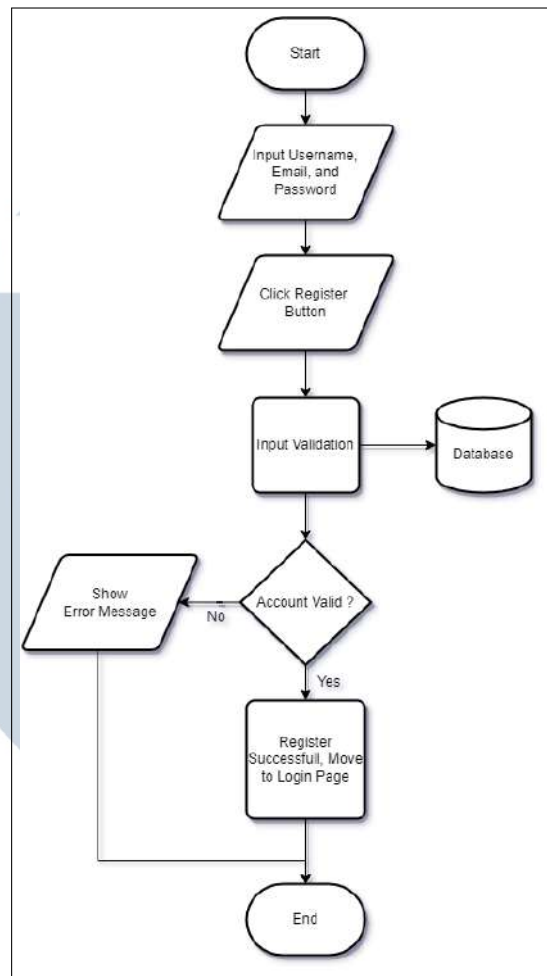 Start
Input Username,
Email, and
Password
Click Register
Button
Input Validation
Database
Account Valid ?
No
Show
Error Message
Yes
Register
Successfull, Move
to Login Page
End